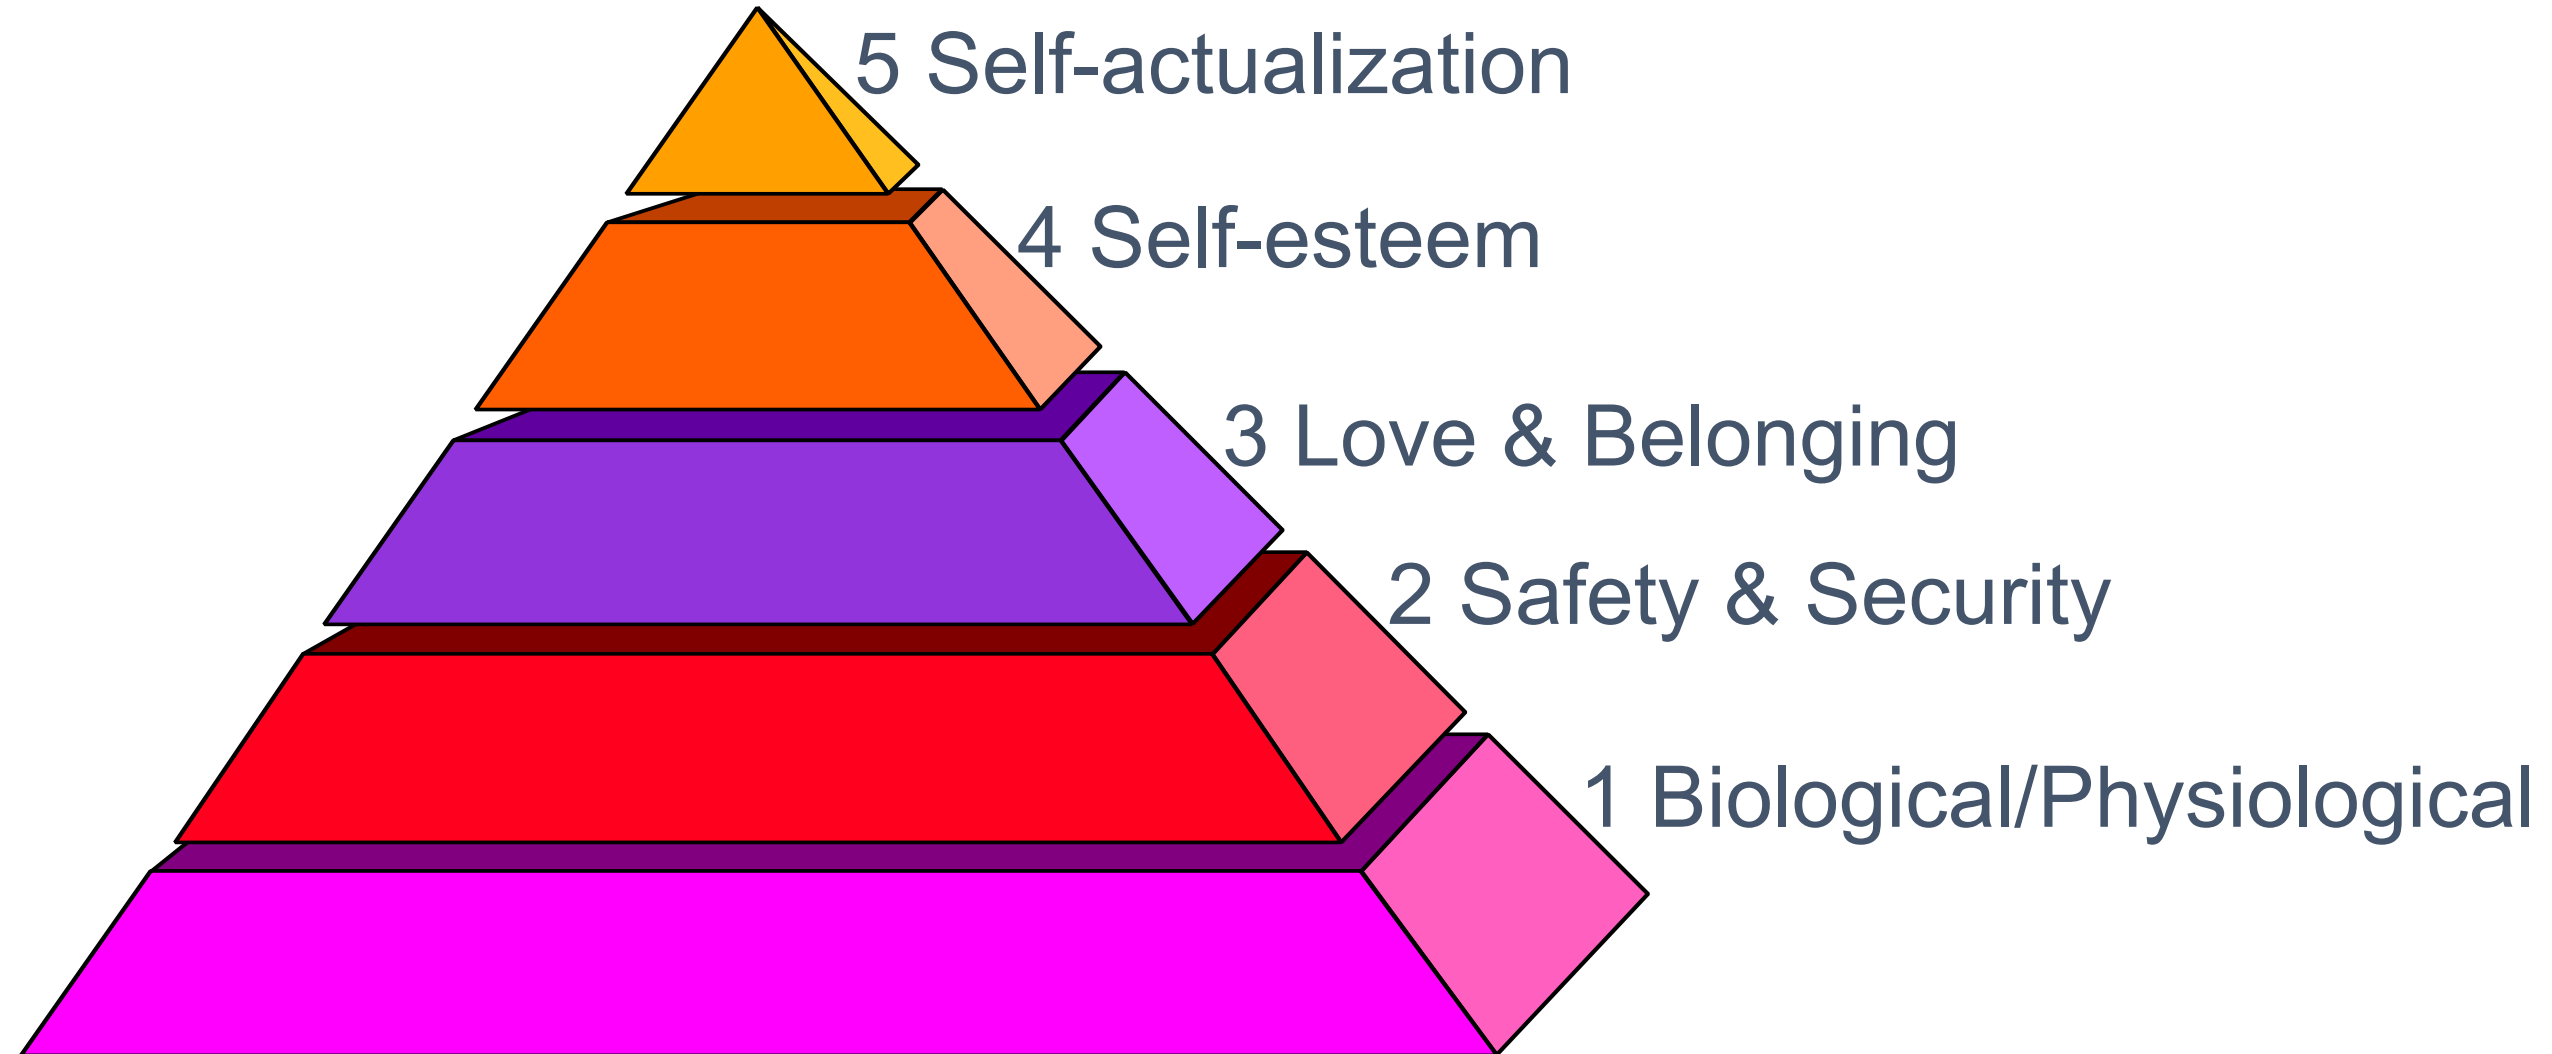 5 Self-actualization
4 Self-esteem
3 Love & Belonging
2 Safety & Security
1 Biological/Physiological